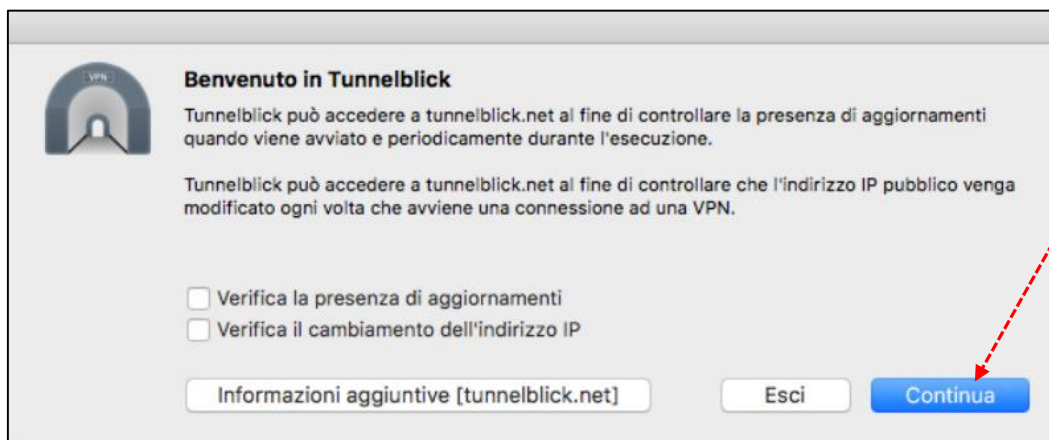 VPN
Benvenuto in Tunnelblick
Tunnelblick può accedere a tunnelblick.net al fine di controllare la presenza di aggiornamenti
quando viene avviato e periodicamente durante l'esecuzione.
Tunnelblick può accedere a tunnelblick.net al fine di controllare che l'indirizzo IP pubblico venga
modificato ogni volta che avviene una connessione ad una VPN.
Verifica la presenza di aggiornamenti
Verifica il cambiamento dell'indirizzo IP
Informazioni aggiuntive [tunnelblick.net]
Esci
Continua